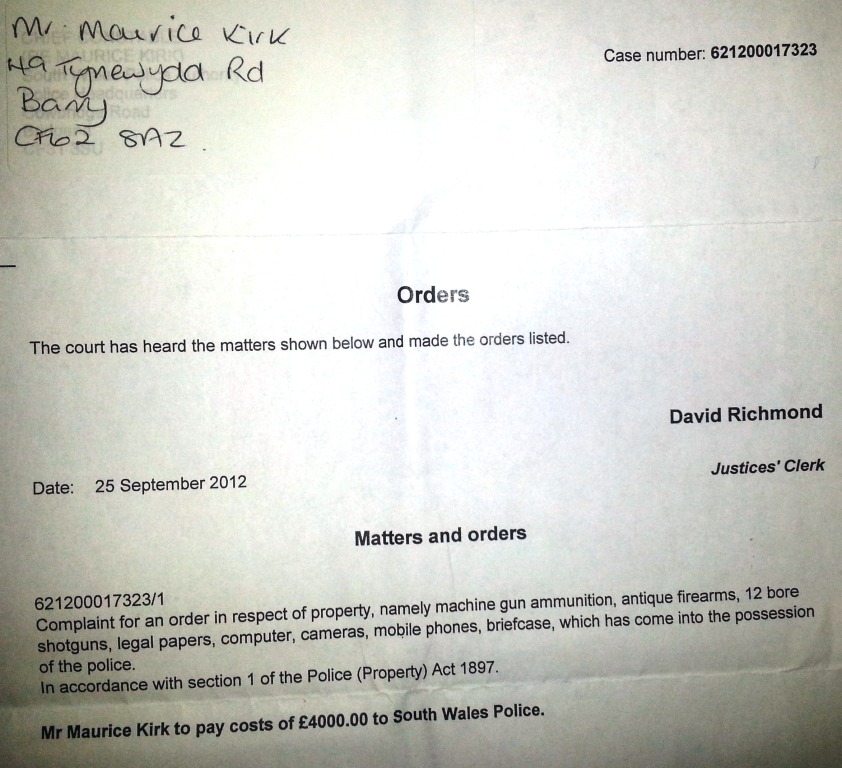 Mr. Maurice Kirk
49 Tynewydd Rd
Barry
CF62 8AZ.
Case number: 621200017323
Orders
The court has heard the matters shown below and made the orders listed.
David Richmond
Justices' Clerk
Date: 25 September 2012
Matters and orders
621200017323/1
Complaint for an order in respect of property, namely machine gun ammunition, antique firearms, 12 bore
shotguns, legal papers, computer, cameras, mobile phones, briefcase, which has come into the possession
of the police.
In accordance with section 1 of the Police (Property) Act 1897.
Mr Maurice Kirk to pay costs of £4000.00 to South Wales Police.